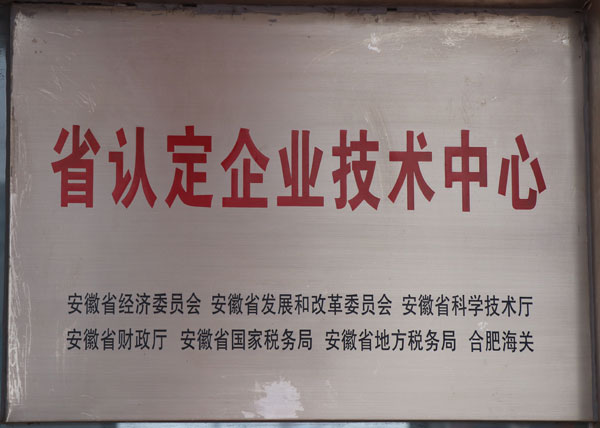 省认定企业技术中心
安徽省经济委员会 安徽省发展和改革委员会 安徽省科学技术厅
安徽省财政厅 安徽省国家税务局 安徽省地方税务局 合肥海关